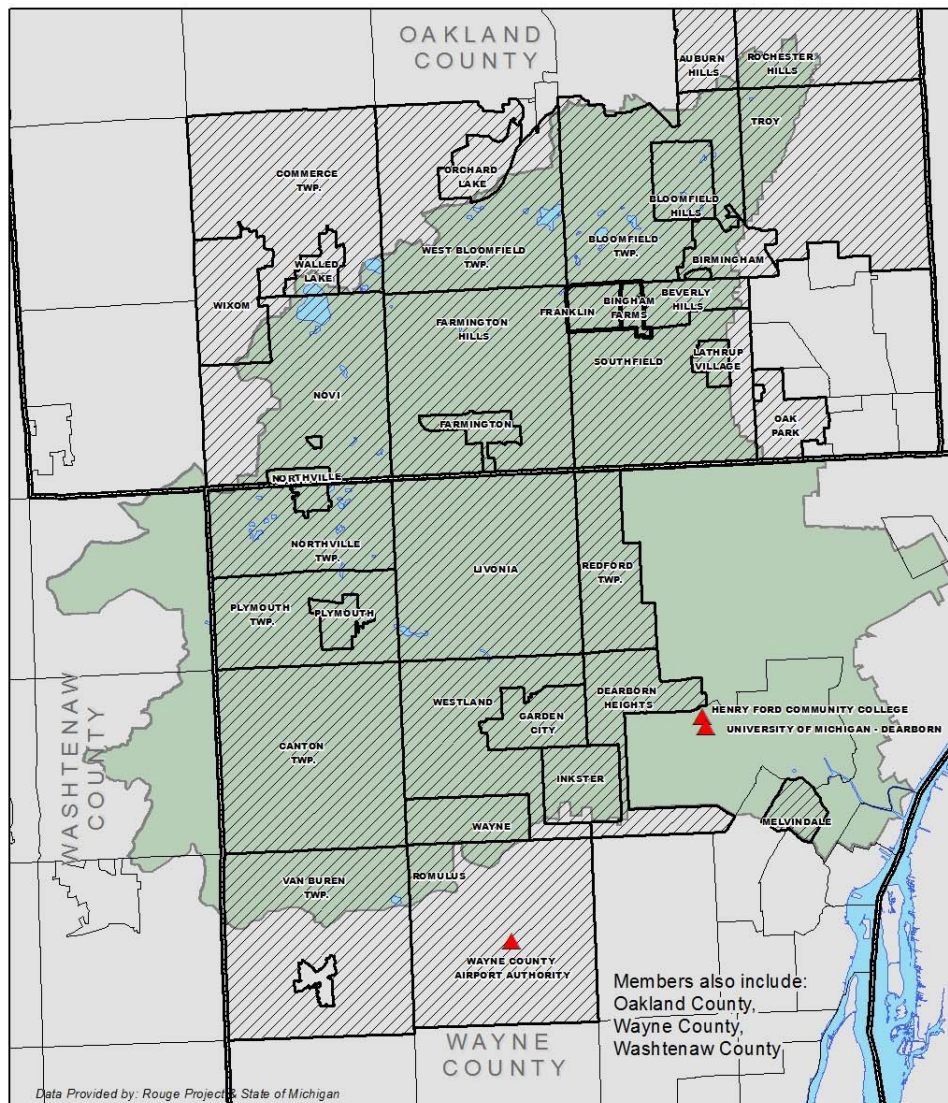 OAKLAND
COUNTY
AUBURN
HILLS
ROCHESTER
HILLS
TROY
COMMERCE
TWP.
ORCHARD
LAKE
BLOOMFIELD
HILLS
WEST BLOOMFIELD
TWP.
BLOOMFIELD
TWP.
BIRMINGHAM
WALLED
LAKE
WIXOM
FRANKLIN
BINGHAM
FARMS
BEVERLY
HILLS
FARMINGTON
HILLS
SOUTHFIELD
LATHRUP
VILLAGE
NOVI
FARMINGTON
OAK
PARK
NORTHVILLE
NORTHVILLE
TWP.
LIVONIA
REDFORD
TWP.
PLYMOUTH
TWP.
PLYMOUTH
WASHTENAW
COUNTY
WESTLAND
GARDEN
CITY
DEARBORN
HEIGHTS
HENRY FORD COMMUNITY COLLEGE
UNIVERSITY OF MICHIGAN - DEARBORN
CANTON
TWP.
INKSTER
WAYNE
MELVINDALE
VAN BUREN
TWP.
ROMULUS
WAYNE COUNTY
AIRPORT AUTHORITY
Members also include:
Oakland County,
Wayne County,
Washtenaw County
WAYNE
COUNTY
Data Provided by: Rouge Project & State of Michigan